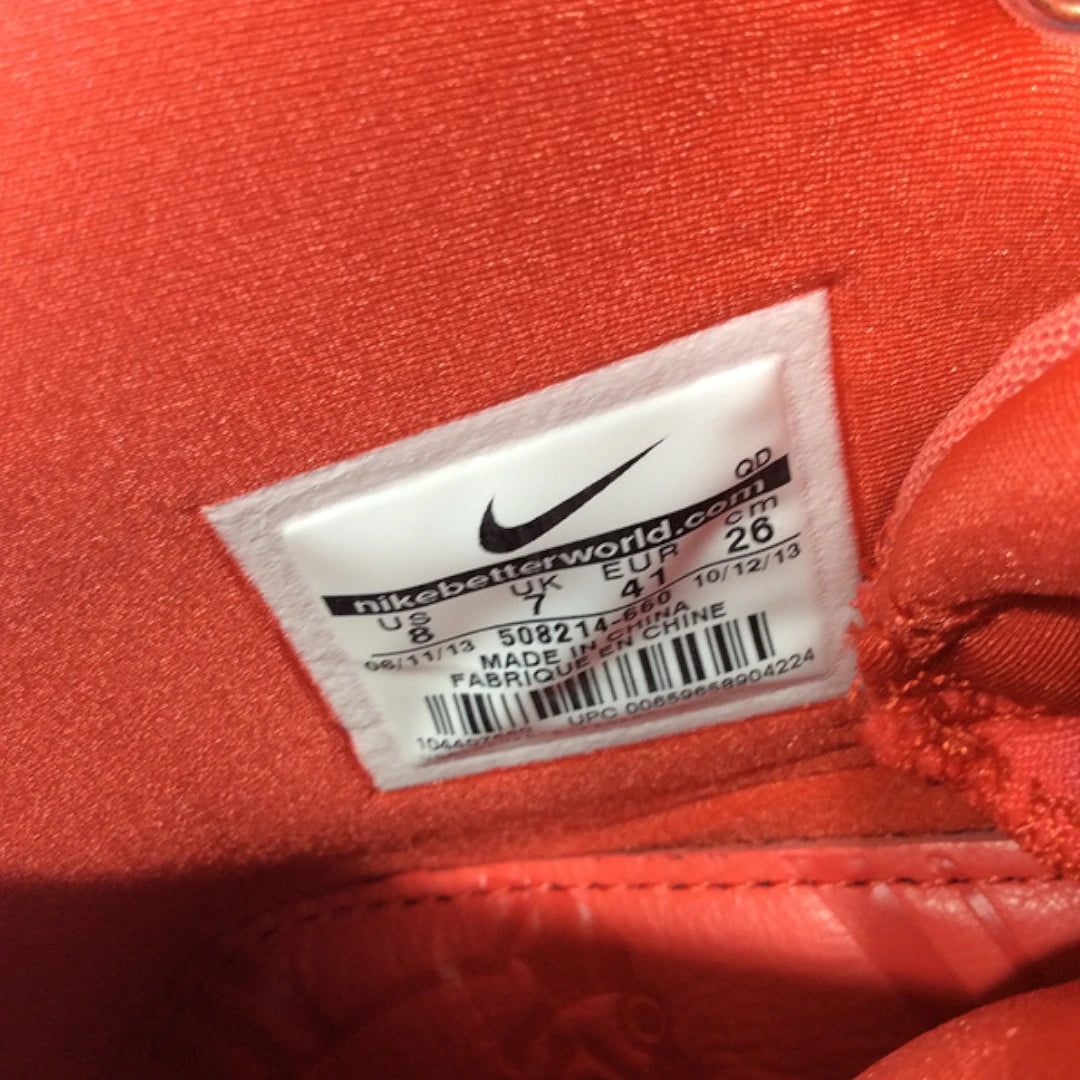 QD
nikebetterworld.com
US UK EUR cm
8 7 41 26
06/11/13 508214-660 10/12/13
MADE IN CHINA
FABRIQUE EN CHINE
UPC 00659658904224